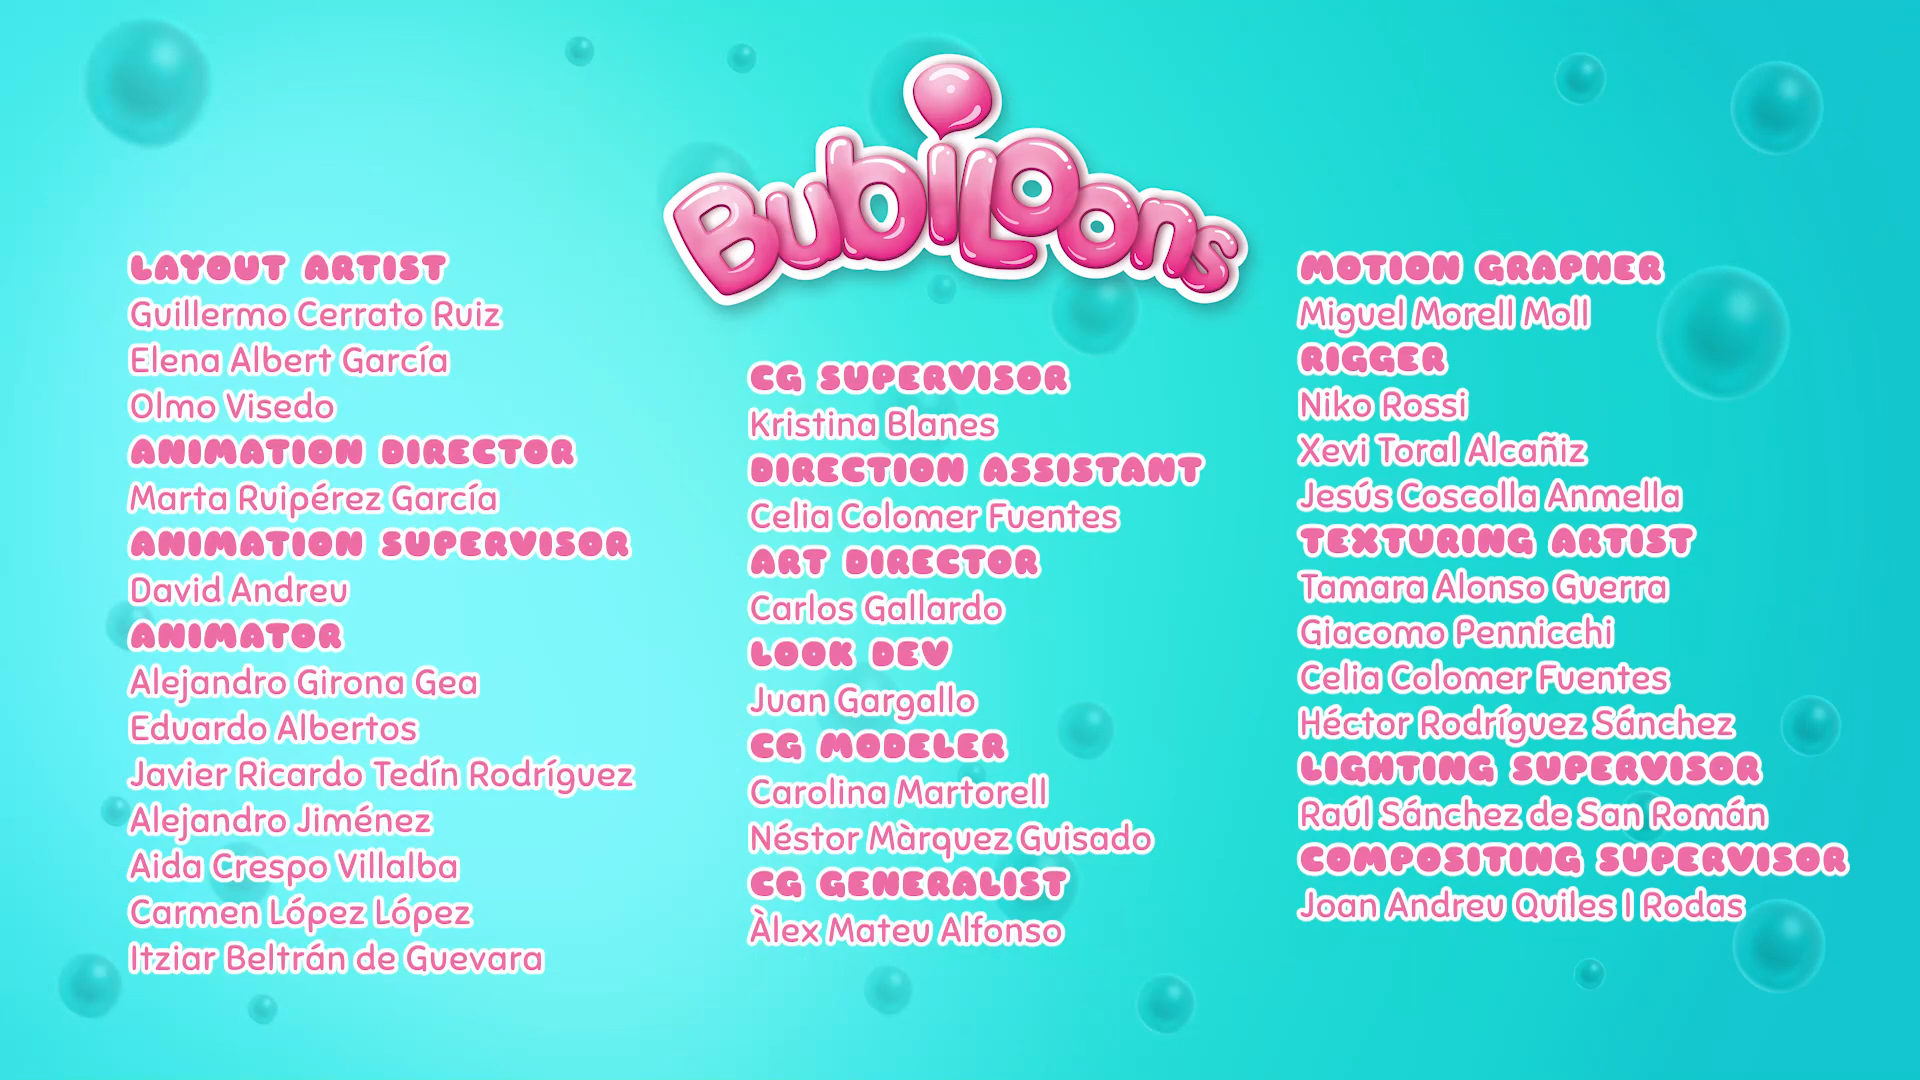 Bubiloons
LAYOUT ARTIST
Guillermo Cerrato Ruiz
Elena Albert García
Olmo Visedo
ANIMATION DIRECTOR
Marta Ruipérez García
ANIMATION SUPERVISOR
David Andreu
ANIMATOR
Alejandro Girona Gea
Eduardo Albertos
Javier Ricardo Tedín Rodríguez
Alejandro Jiménez
Aida Crespo Villalba
Carmen López López
Itziar Beltrán de Guevara
CG SUPERVISOR
Kristina Blanes
DIRECTION ASSISTANT
Celia Colomer Fuentes
ART DIRECTOR
Carlos Gallardo
LOOK DEV
Juan Gargallo
CG MODELER
Carolina Martorell
Néstor Màrquez Guisado
CG GENERALIST
Àlex Mateu Alfonso
MOTION GRAPHER
Miguel Morell Moll
RIGGER
Niko Rossi
Xevi Toral Alcañiz
Jesús Coscolla Anmella
TEXTURING ARTIST
Tamara Alonso Guerra
Giacomo Pennicchi
Celia Colomer Fuentes
Héctor Rodríguez Sánchez
LIGHTING SUPERVISOR
Raúl Sánchez de San Román
COMPOSITING SUPERVISOR
Joan Andreu Quiles I Rodas